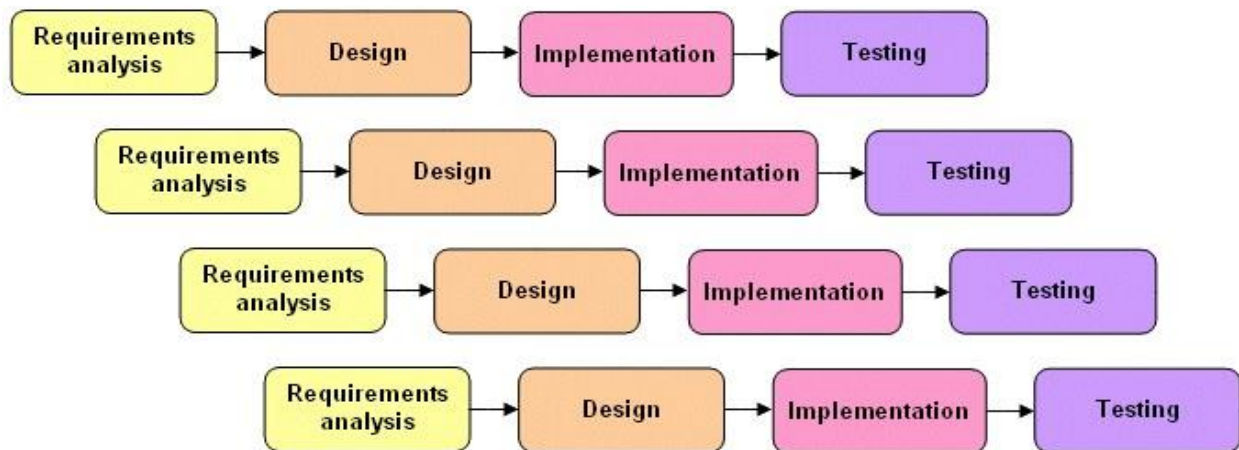 Requirements
analysis
Design
Implementation
Testing
Requirements
analysis
Design
Implementation
Testing
Requirements
analysis
Design
Implementation
Testing
Requirements
analysis
Design
Implementation
Testing